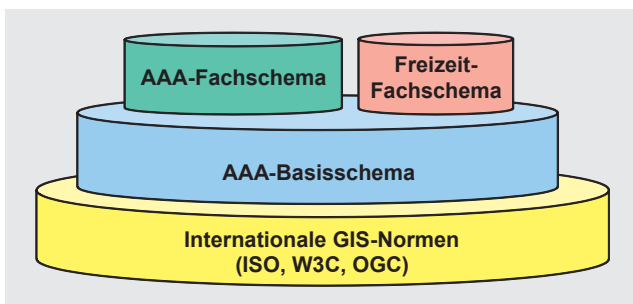 AAA-Fachschema
Freizeit-
Fachschema
AAA-Basisschema
Internationale GIS-Normen
(ISO, W3C, OGC)